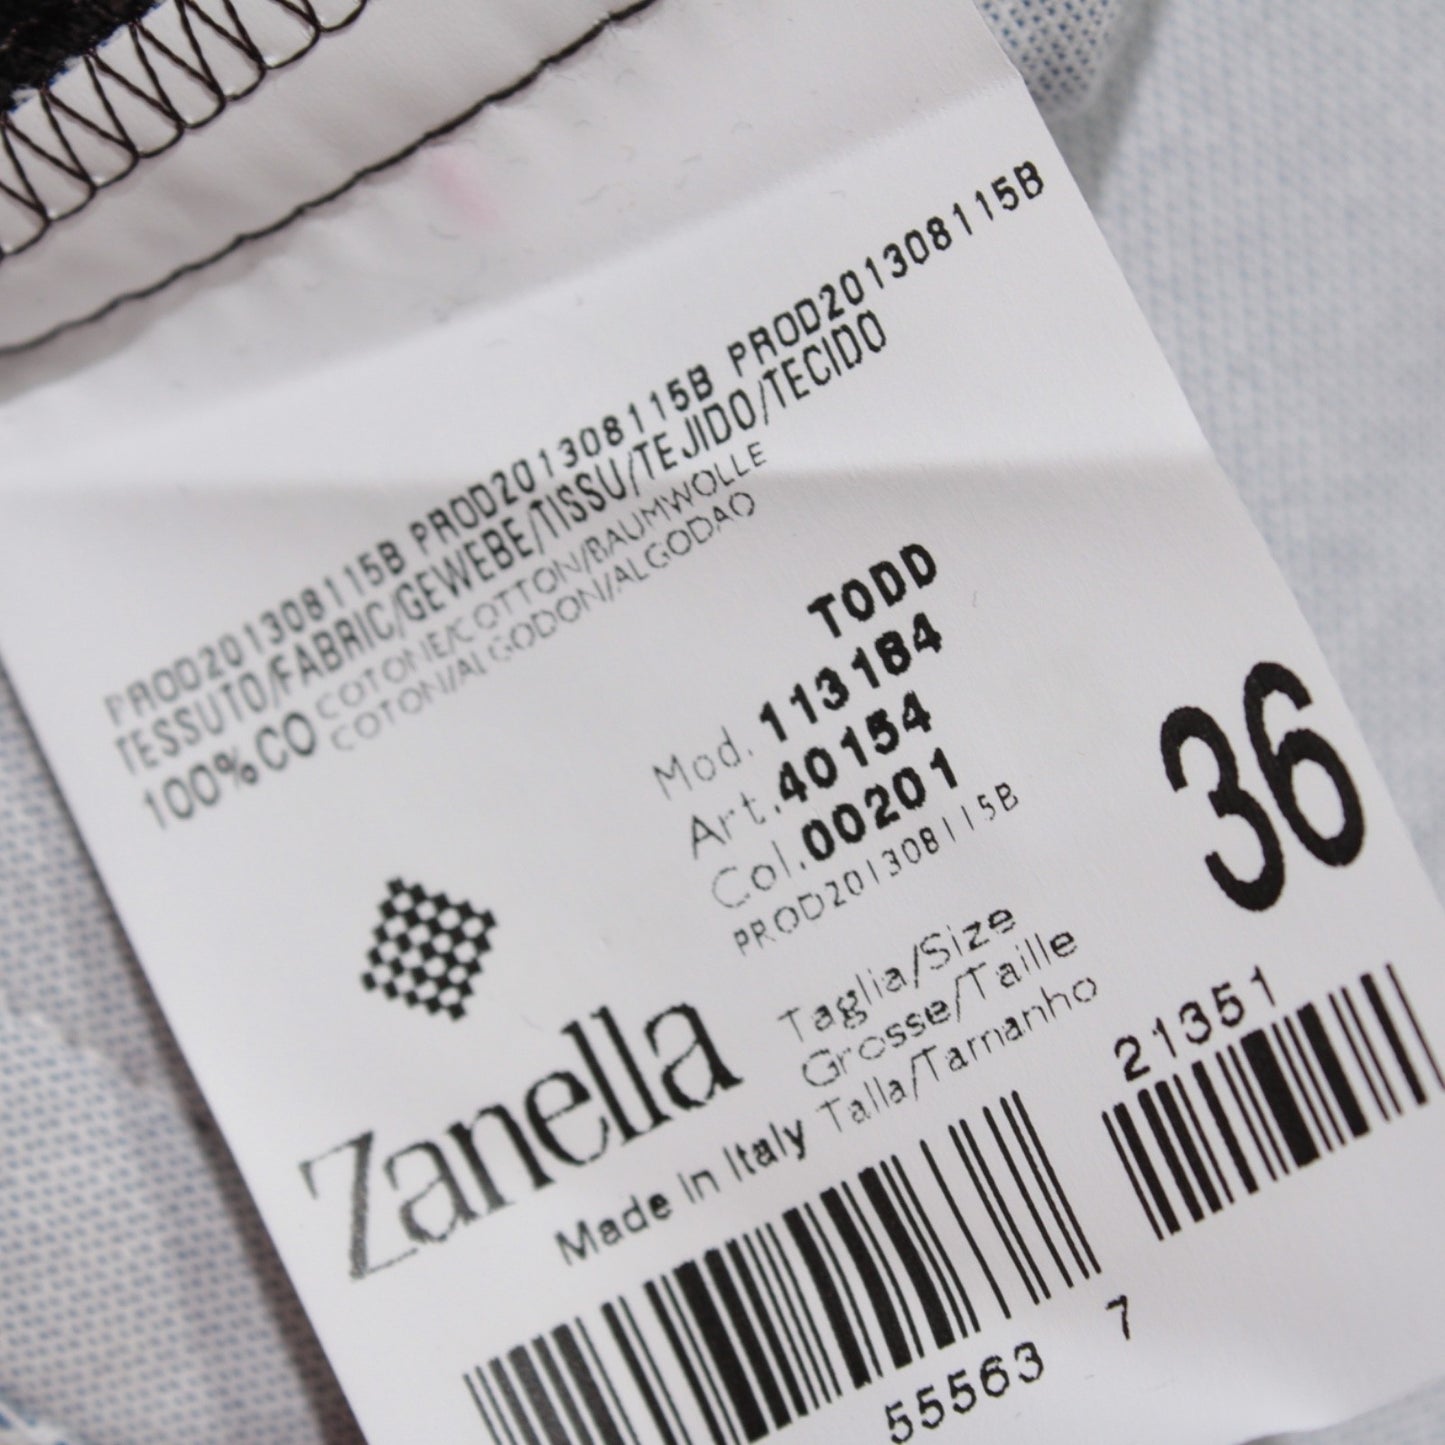 PROD201308115B PROD201308115B PROD201308115B
TESSUTO/FABRIC/GEWEBE/TISSU/TEJIDO/TECIDO
100%CO COTONE/COTTON/BAUMWOLLE
COTON/ALGODON/ALGODAO
TODD
Mod. 113184
Art. 40154
Col. 00201
PROD201308115B
36
Zanella
Taglia/Size
Grosse/Taille
Talla/Tamanho
Made In Italy
21351
55563 7